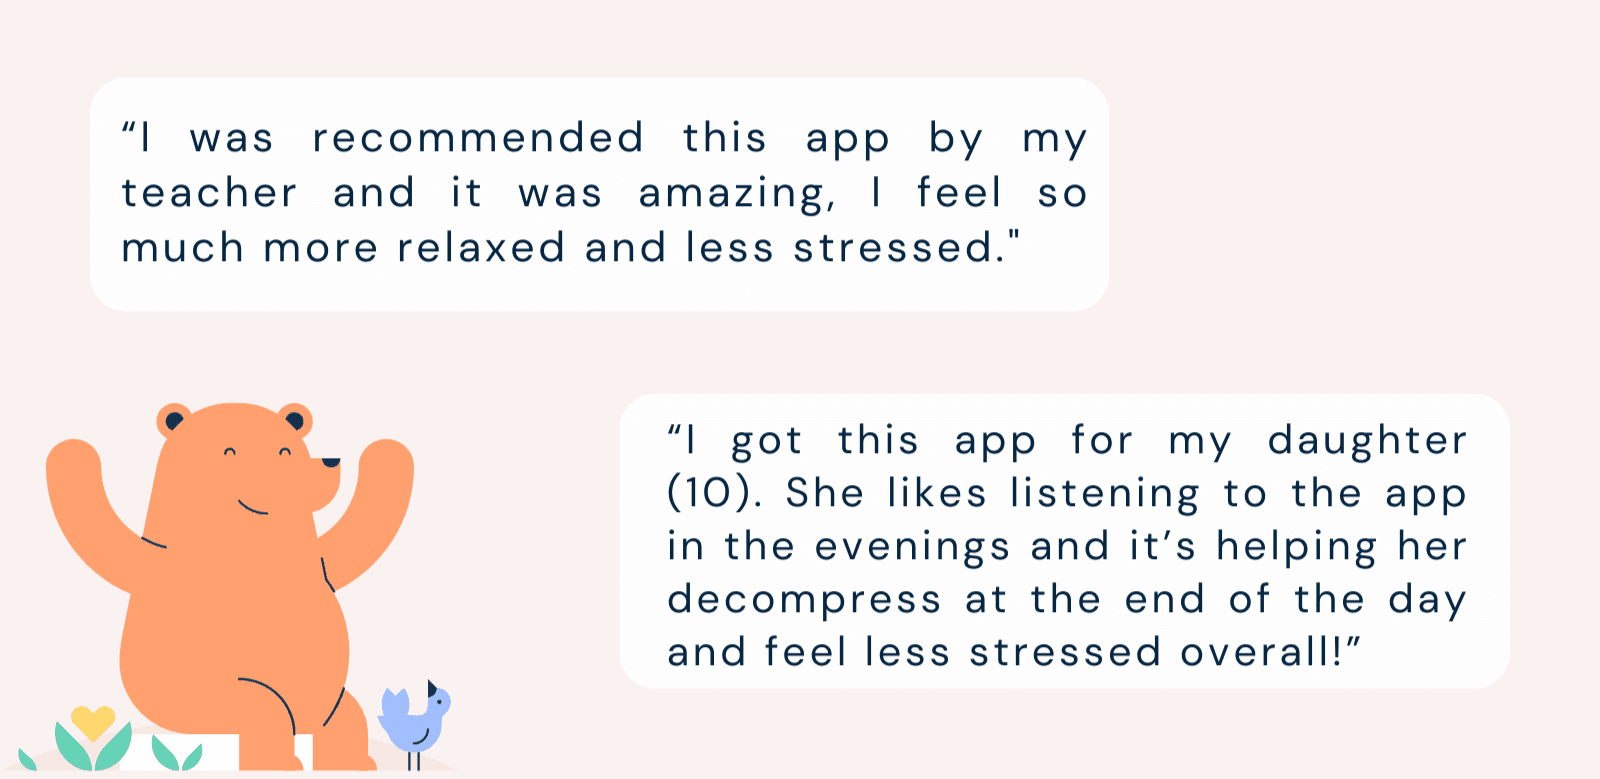 “I was recommended this app by my
teacher and it was amazing, I feel so
much more relaxed and less stressed."
“I got this app for my daughter
(10). She likes listening to the app
in the evenings and it’s helping her
decompress at the end of the day
and feel less stressed overall!”